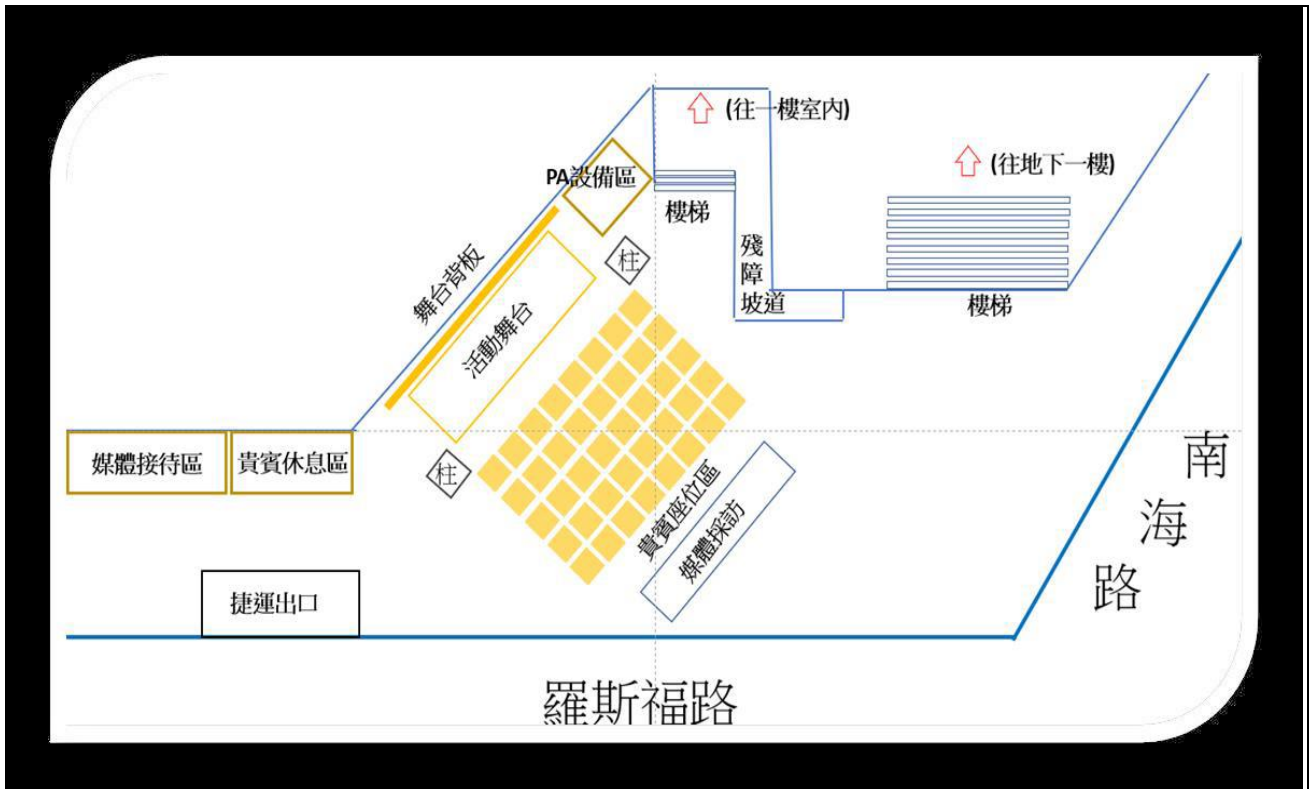 (往一樓室內)
(往地下一樓)
PA設備區
樓梯
柱
殘障坡道
樓梯
舞台背板
活動舞台
媒體接待區
貴賓休息區
柱
貴賓座位區
媒體採訪
捷運出口
南海路
羅斯福路